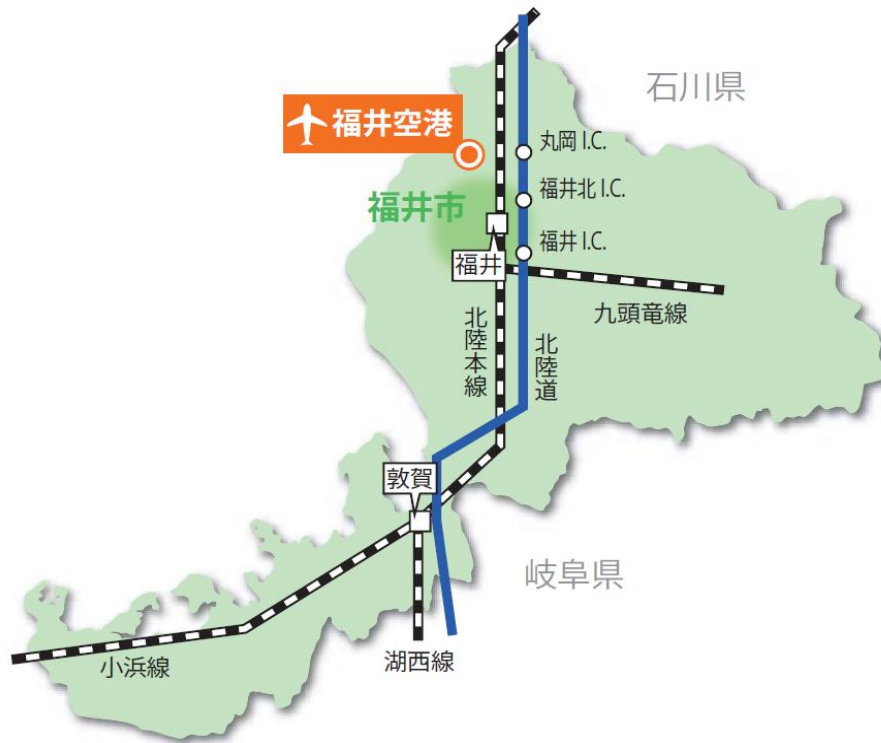 石川県
福井空港
丸岡 I.C.
福井北 I.C.
福井市
福井 I.C.
福井
九頭竜線
北陸本線
北陸道
敦賀
岐阜県
小浜線
湖西線